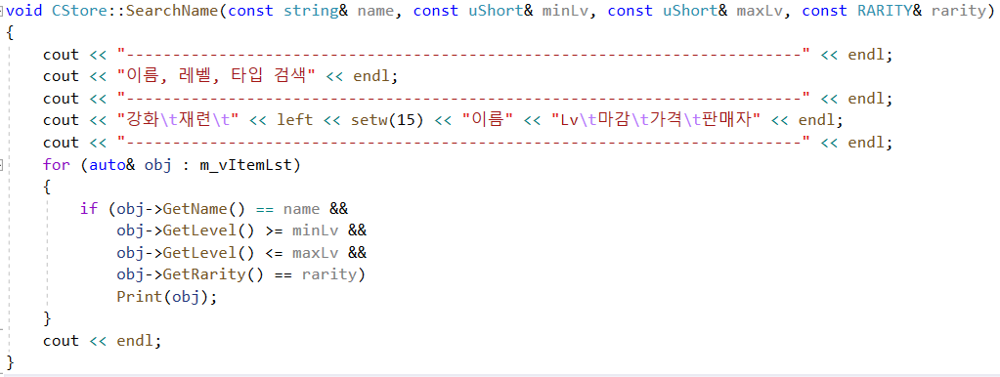 void CStore::SearchName(const string& name, const uShort& minLv, const uShort& maxLv, const RARITY& rarity)
{
    cout << "-------------------------------------------------------------------------" << endl;
    cout << "이름, 레벨, 타입 검색" << endl;
    cout << "-------------------------------------------------------------------------" << endl;
    cout << "강화\t재련\t" << left << setw(15) << "이름" << "Lv\t마감\t가격\t판매자" << endl;
    cout << "-------------------------------------------------------------------------" << endl;
    for (auto& obj : m_vItemLst)
    {
        if (obj->GetName() == name &&
            obj->GetLevel() >= minLv &&
            obj->GetLevel() <= maxLv &&
            obj->GetRarity() == rarity)
            Print(obj);
    }
    cout << endl;
}